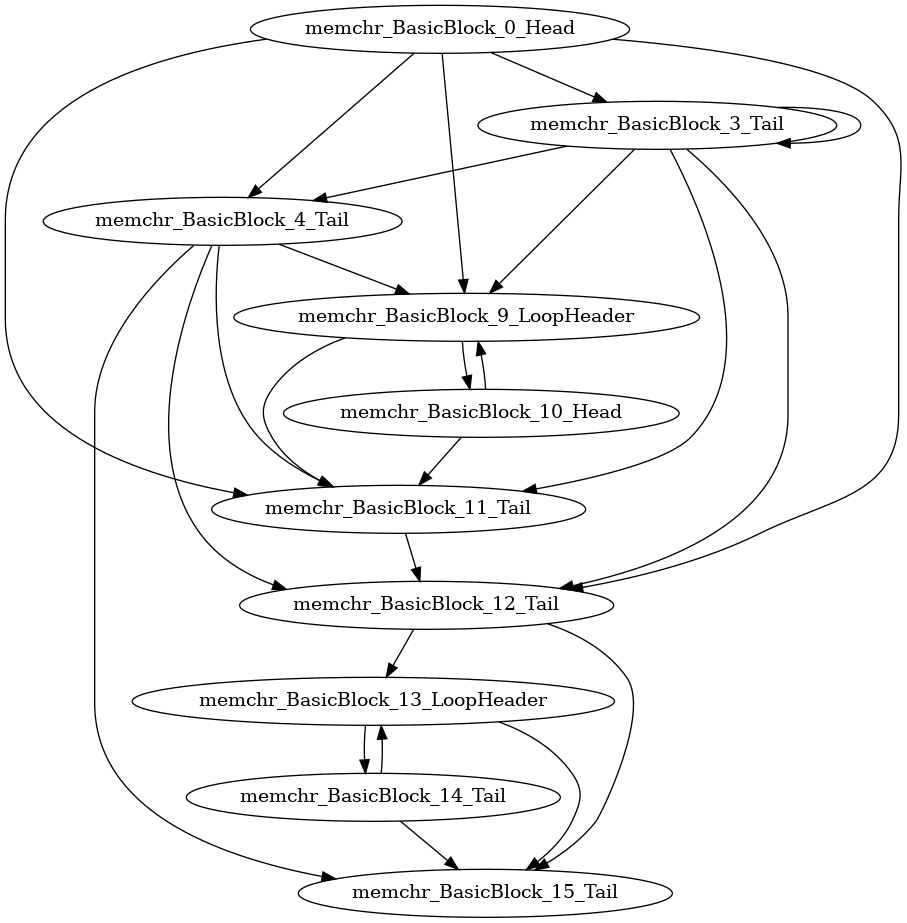 memchr_BasicBlock_0_Head
memchr_BasicBlock_3_Tail
memchr_BasicBlock_4_Tail
memchr_BasicBlock_9_LoopHeader
memchr_BasicBlock_10_Head
memchr_BasicBlock_11_Tail
memchr_BasicBlock_12_Tail
memchr_BasicBlock_13_LoopHeader
memchr_BasicBlock_14_Tail
memchr_BasicBlock_15_Tail